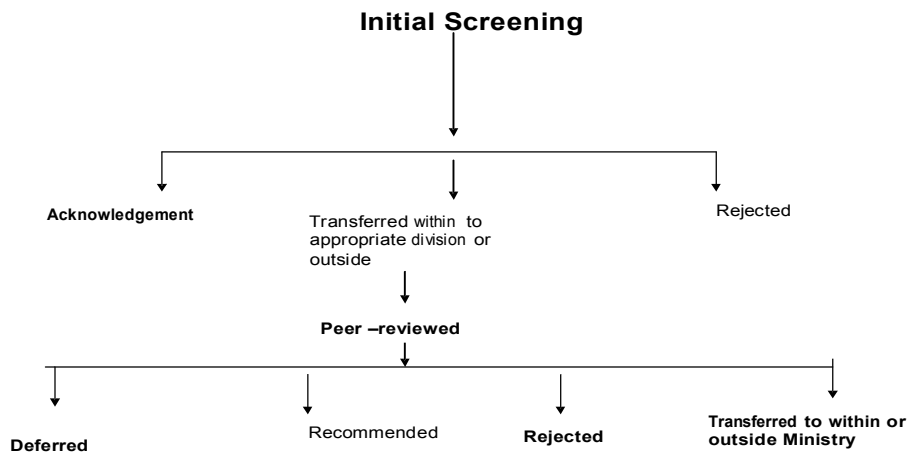 Initial Screening
Acknowledgement
Transferred within to
appropriate division or
outside
Rejected
Peer –reviewed
Deferred
Recommended
Rejected
Transferred to within or
outside Ministry